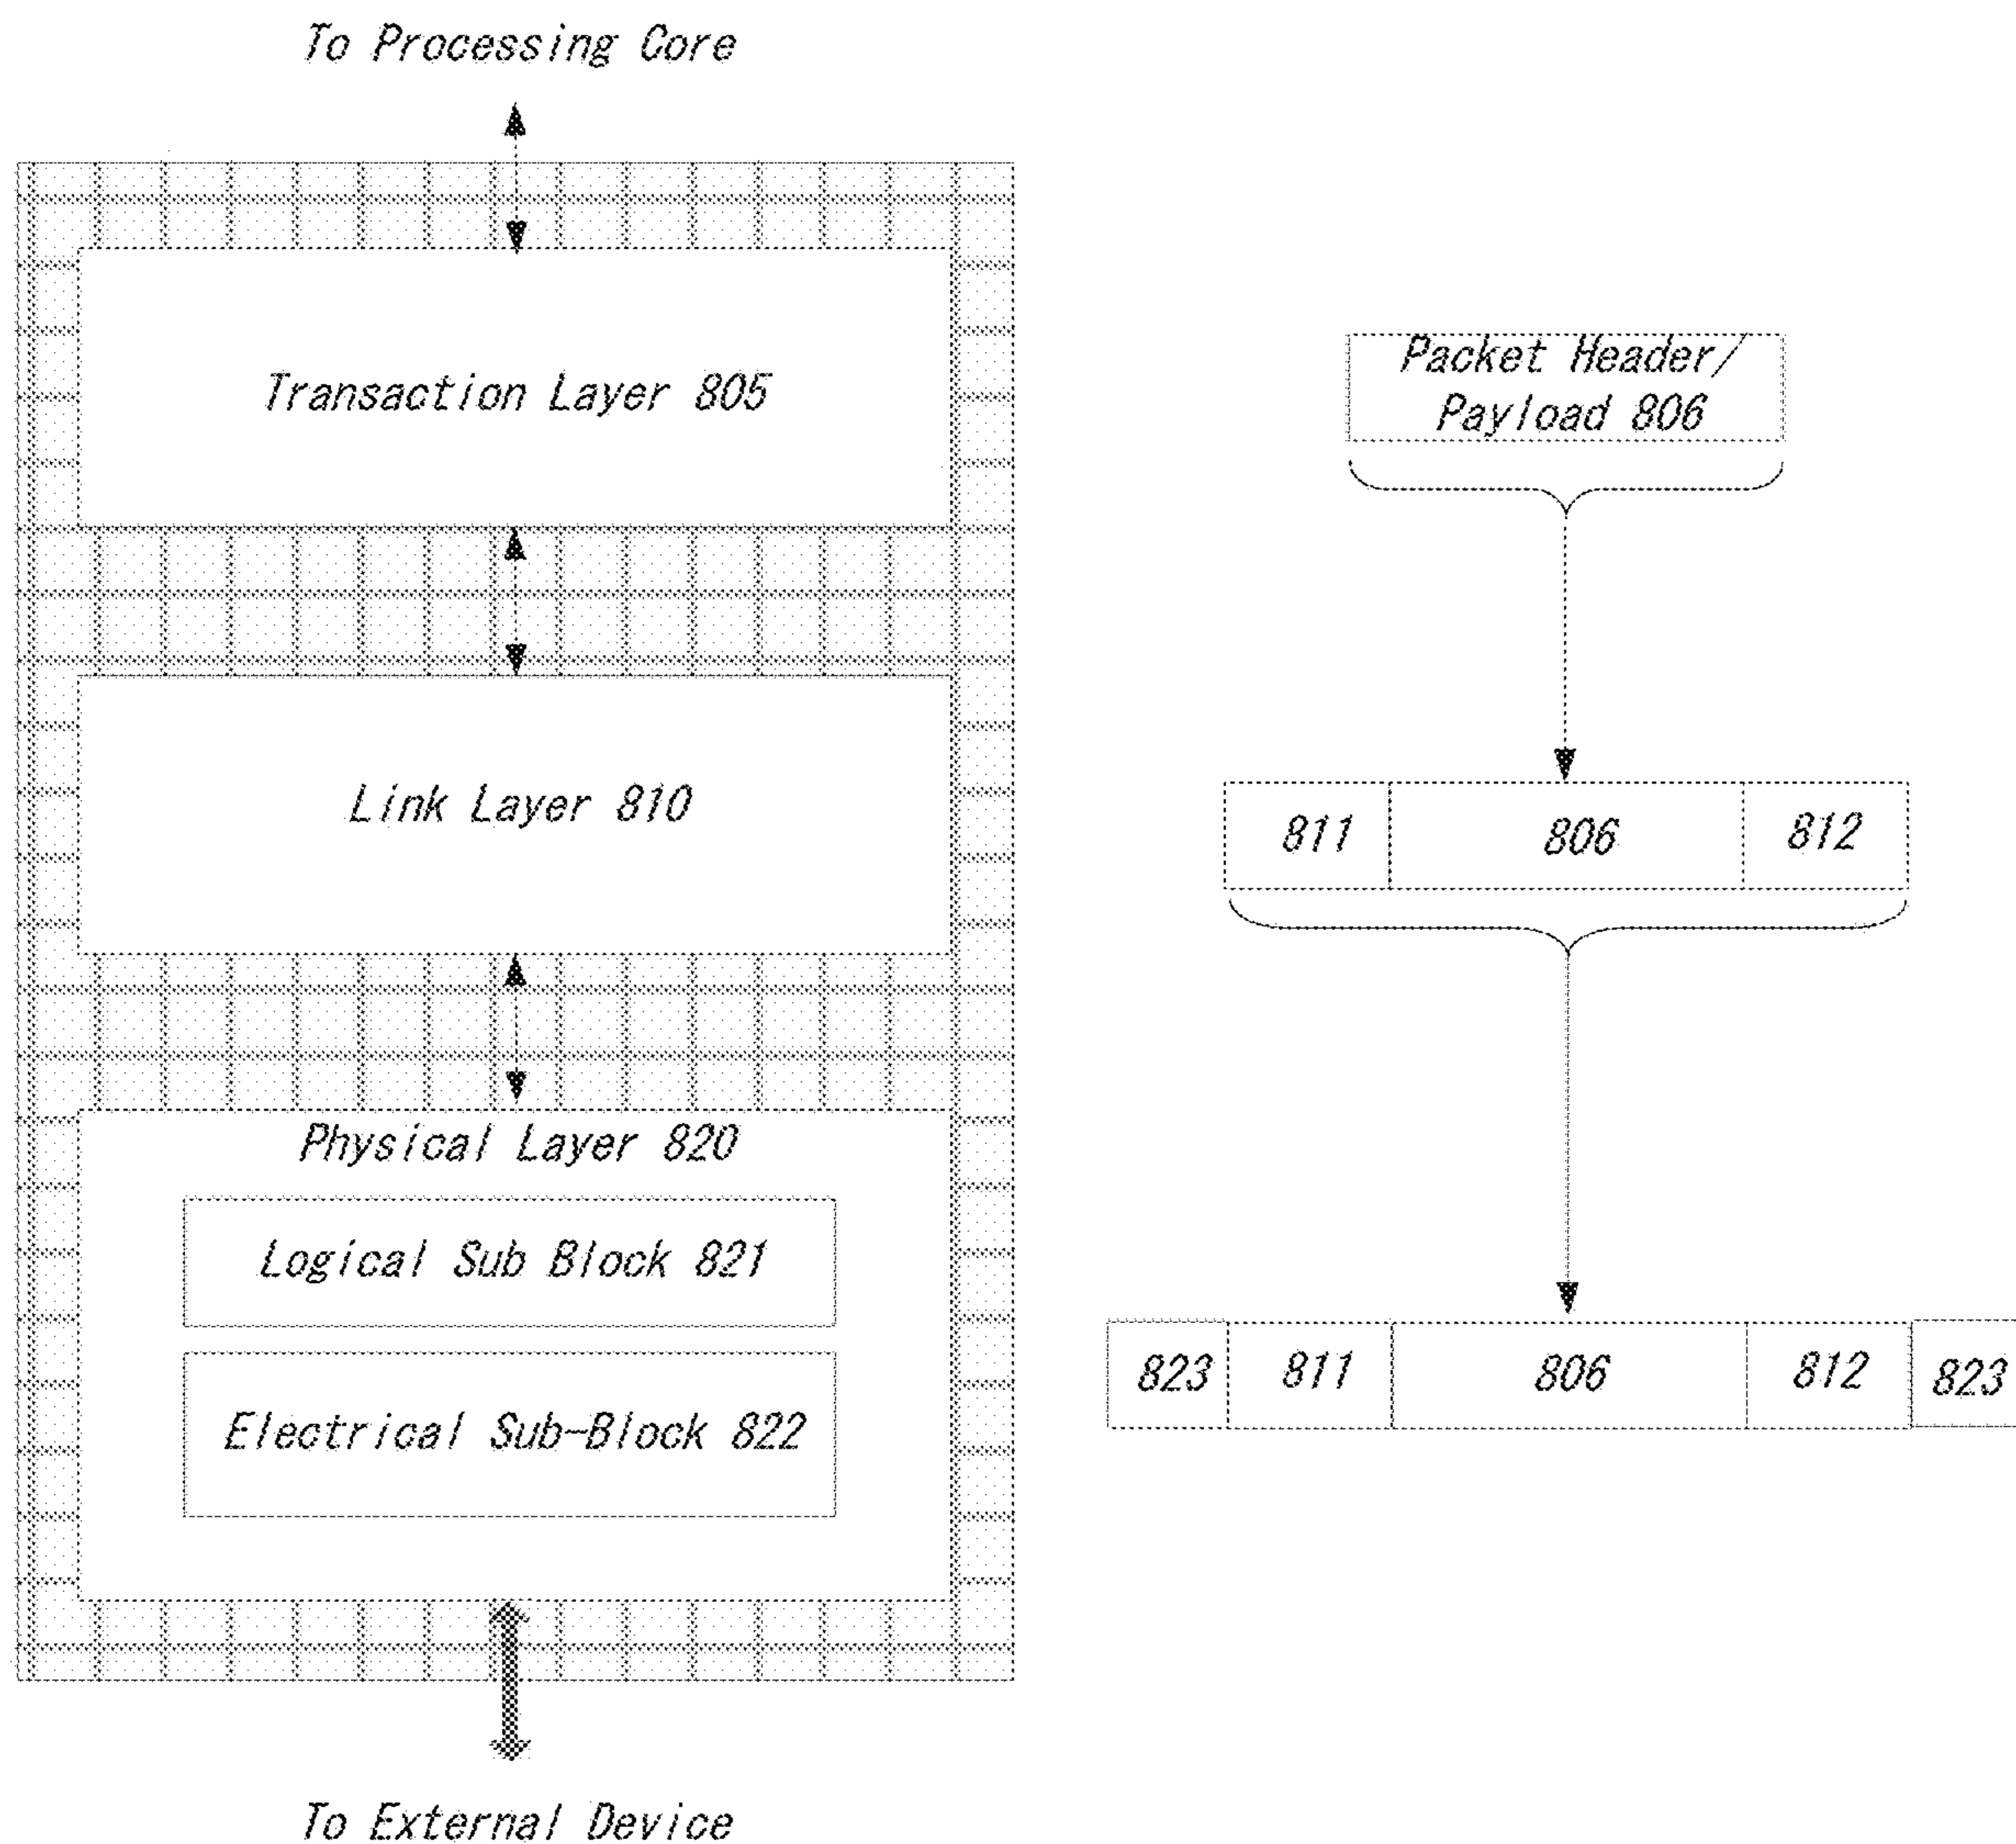 To Processing Core
Transaction Layer 805
Packet Header/
Payload 806
Link Layer 810
811 806 812
Physical Layer 820
Logical Sub Block 821
Electrical Sub-Block 822
823 811 806 812 823
To External Device